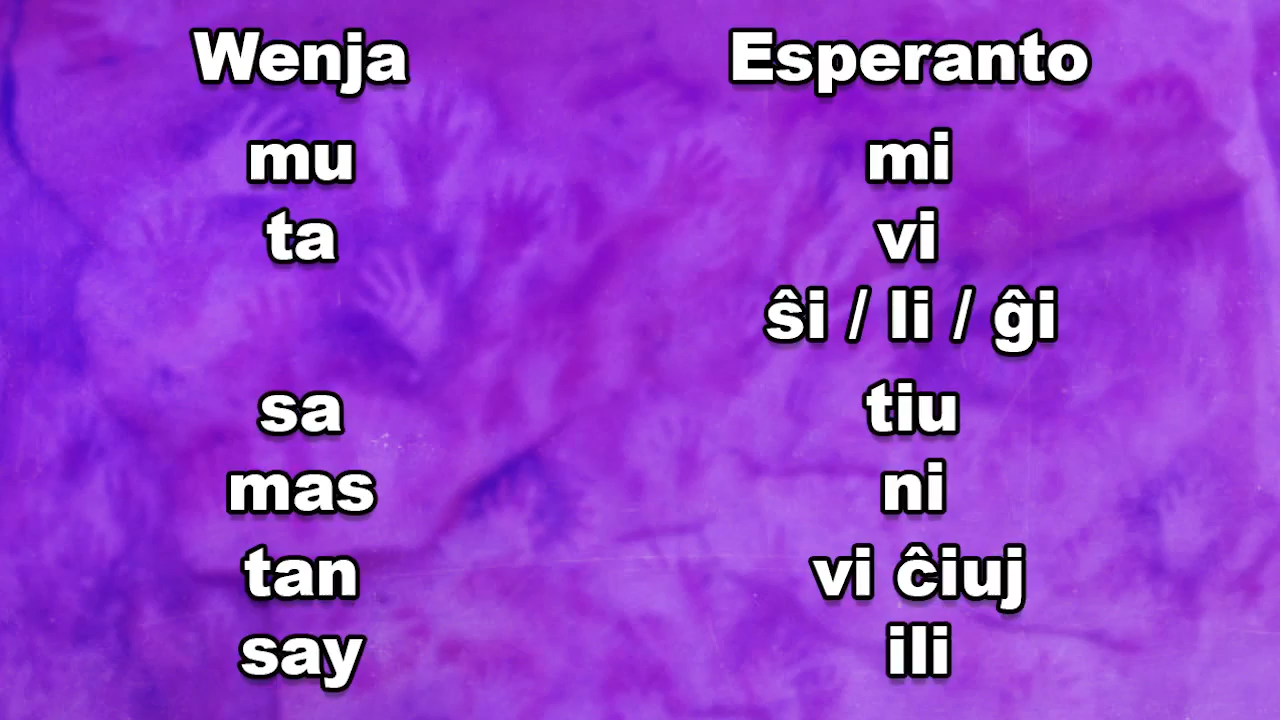 Wenja Esperanto
mu mi
ta vi
ŝi / li / ĝi
sa tiu
mas ni
tan vi ĉiuj
say ili